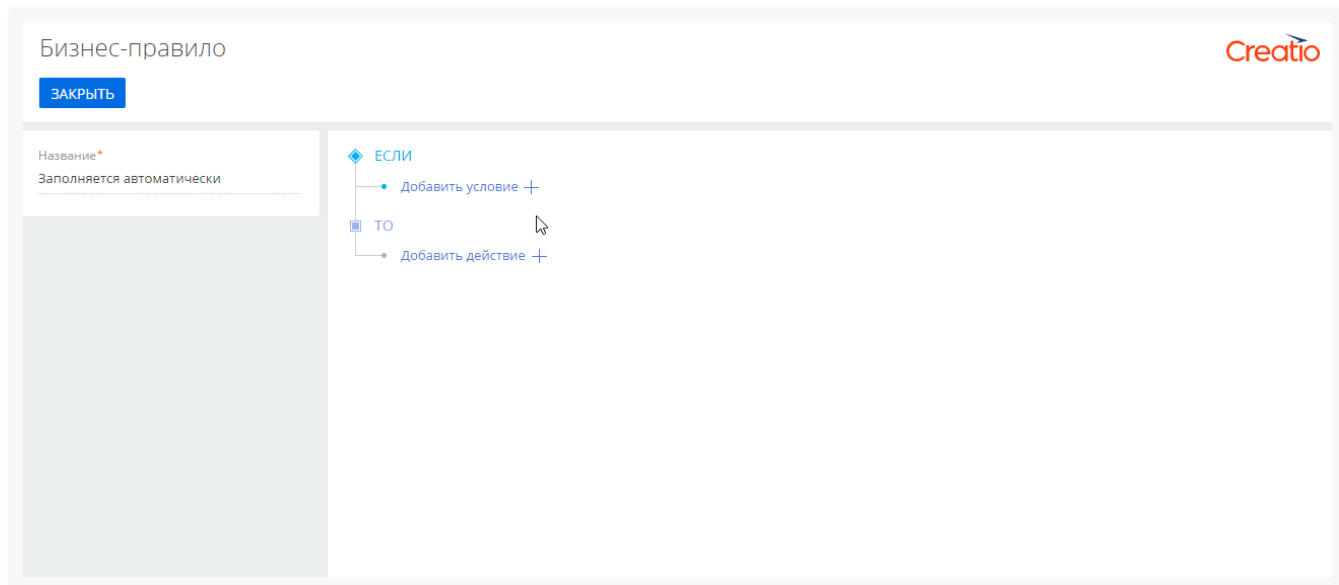 Бизнес-правило
Creatio
ЗАКРЫТЬ
Название*
Заполняется автоматически
ЕСЛИ
Добавить условие
ТО
Добавить действие